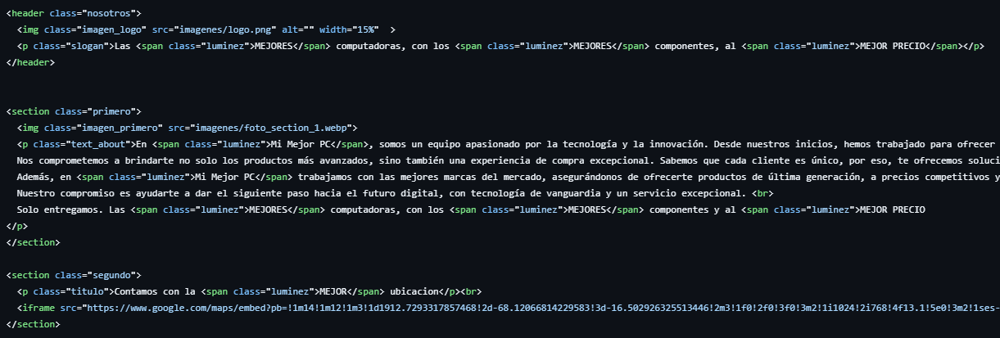 <header class="nosotros">
<img class="imagen_logo" src="imagenes/logo.png" alt="" width="15%"  >
<p class="slogan">Las <span class="luminez">MEJORES</span> computadoras, con los <span class="luminez">MEJORES</span> componentes, al <span class="luminez">MEJOR PRECIO</span></p>
</header>
<section class="primero">
<img class="imagen_primero" src="imagenes/foto_section_1.webp">
<p class="text_about">En <span class="luminez">Mi Mejor PC</span>, somos un equipo apasionado por la tecnología y la innovación. Desde nuestros inicios, hemos trabajado para ofrecer
Nos comprometemos a brindarte no solo los productos más avanzados, sino también una experiencia de compra excepcional. Sabemos que cada cliente es único, por eso, te ofrecemos soluci
Además, en <span class="luminez">Mi Mejor PC</span> trabajamos con las mejores marcas del mercado, asegurándonos de ofrecerte productos de última generación, a precios competitivos y
Nuestro compromiso es ayudarte a dar el siguiente paso hacia el futuro digital, con tecnología de vanguardia y un servicio excepcional. <br>
Solo entregamos. Las <span class="luminez">MEJORES</span> computadoras, con los <span class="luminez">MEJORES</span> componentes y al <span class="luminez">MEJOR PRECIO
</p>
</section>
<section class="segundo">
<p class="titulo">Contamos con la <span class="luminez">MEJOR</span> ubicacion</p><br>
<iframe src="https://www.google.com/maps/embed?pb=!1m14!1m12!1m3!1d1912.7293317857468!2d-68.12066814229583!3d-16.502926325513446!2m3!1f0!2f0!3f0!3m2!1i1024!2i768!4f13.1!5e0!3m2!1ses-
</section>